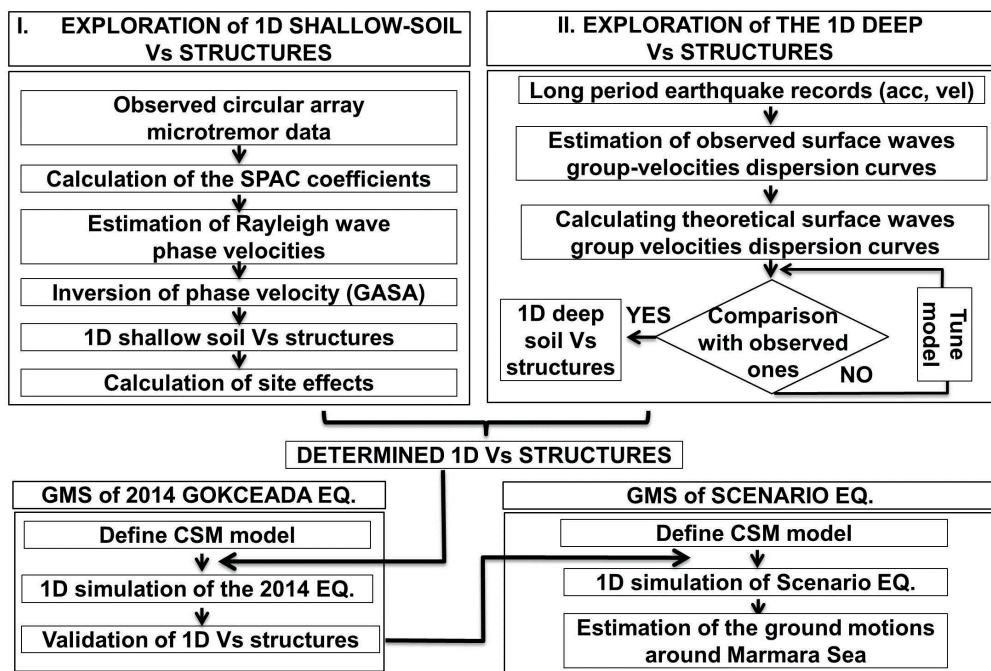 I. EXPLORATION of 1D SHALLOW-SOIL
Vs STRUCTURES
Observed circular array
microtremor data
Calculation of the SPAC coefficients
Estimation of Rayleigh wave
phase velocities
Inversion of phase velocity (GASA)
1D shallow soil Vs structures
Calculation of site effects
II. EXPLORATION of THE 1D DEEP
Vs STRUCTURES
Long period earthquake records (acc, vel)
Estimation of observed surface waves
group-velocities dispersion curves
Calculating theoretical surface waves
group velocities dispersion curves
Comparison
with observed
ones
YES
1D deep
soil Vs
structures
NO
Tune
model
DETERMINED 1D Vs STRUCTURES
GMS of 2014 GOKCEADA EQ.
Define CSM model
1D simulation of the 2014 EQ.
Validation of 1D Vs structures
GMS of SCENARIO EQ.
Define CSM model
1D simulation of Scenario EQ.
Estimation of the ground motions
around Marmara Sea